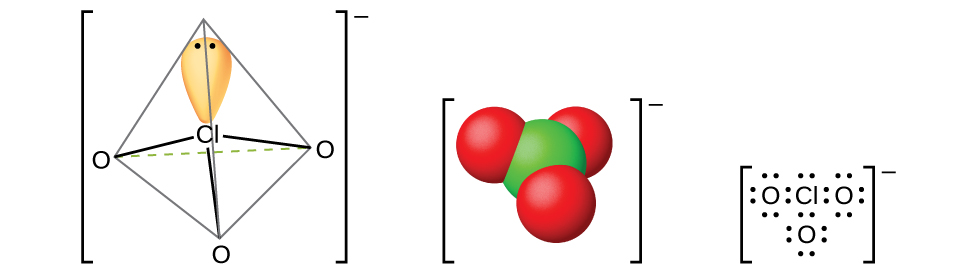 [ Cl O O O ]⁻
[ ]⁻
[ :O:Cl:O: ]⁻
:O: